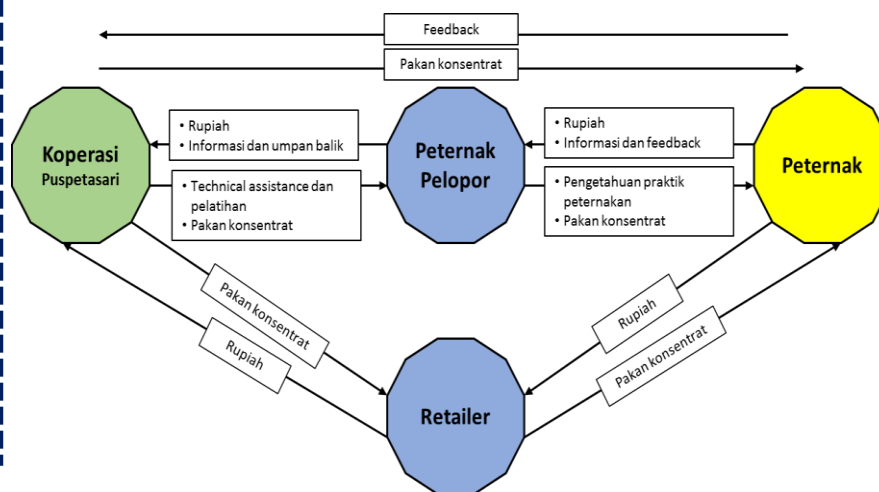 Feedback
Pakan konsentrat
Koperasi
Puspetasari
• Rupiah
• Informasi dan umpan balik
• Technical assistance dan
pelatihan
• Pakan konsentrat
Peternak
Pelopor
• Rupiah
• Informasi dan feedback
• Pengetahuan praktik
peternakan
• Pakan konsentrat
Peternak
Pakan konsentrat
Rupiah
Rupiah
Pakan konsentrat
Retailer